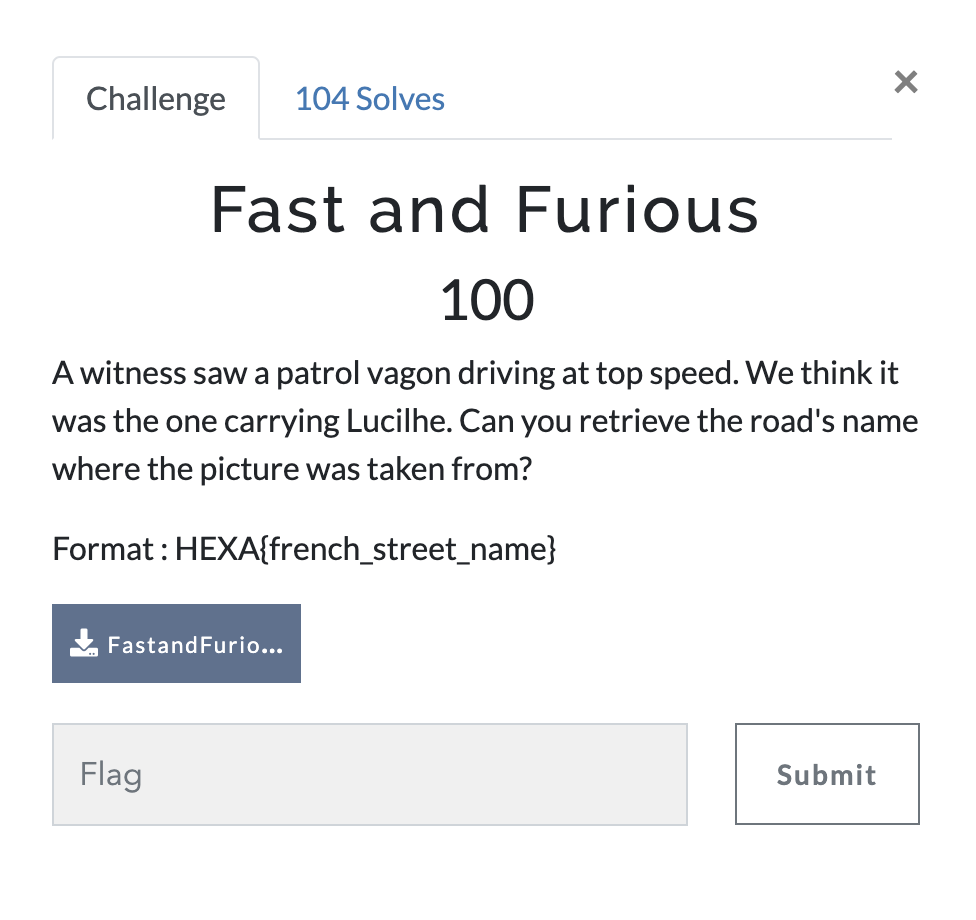 Challenge
104 Solves
×
Fast and Furious
100
A witness saw a patrol vagon driving at top speed. We think it
was the one carrying Lucilhe. Can you retrieve the road's name
where the picture was taken from?
Format : HEXA{french_street_name}
FastandFurio...
Flag
Submit